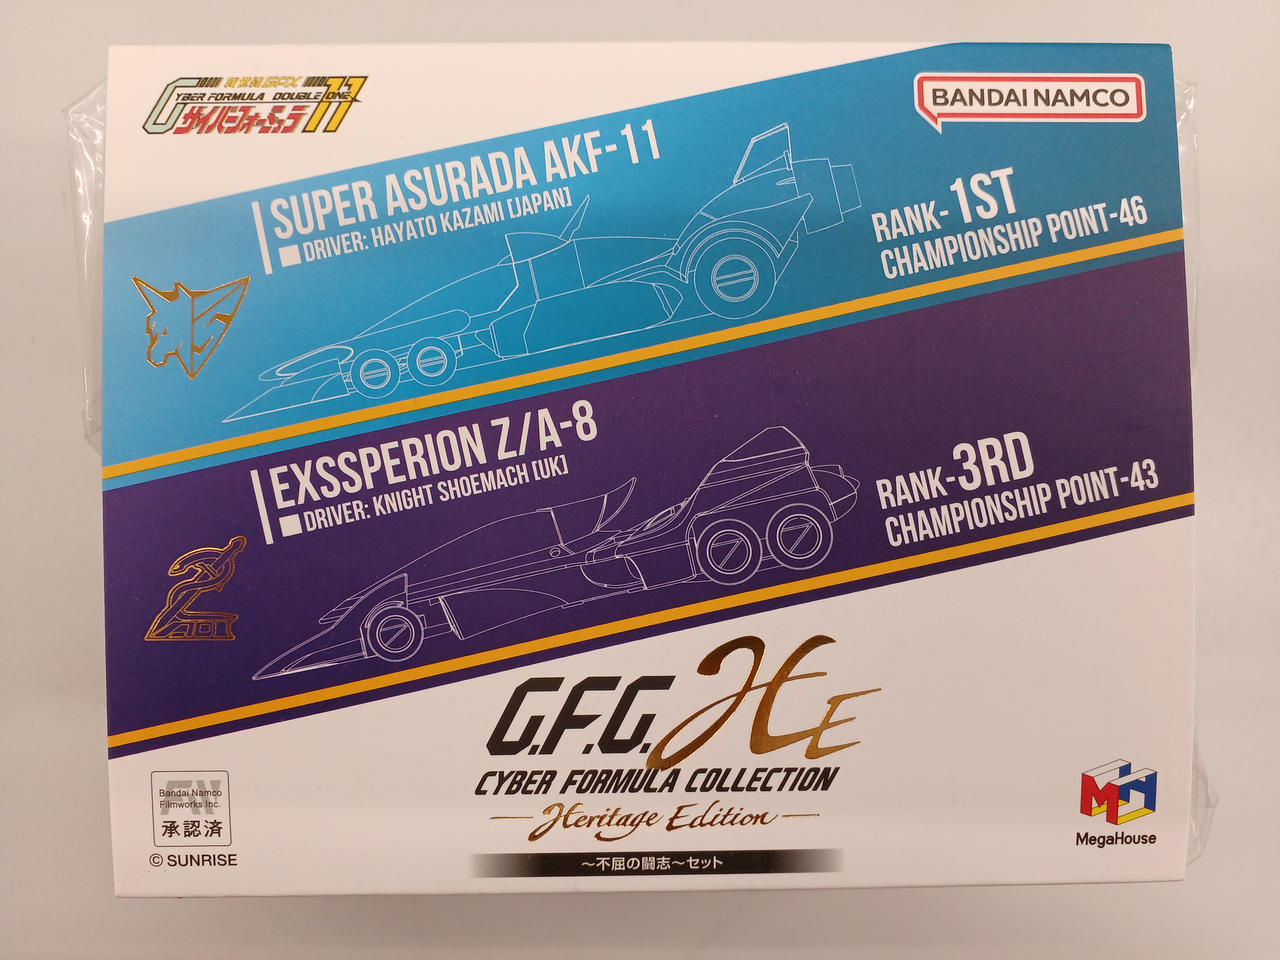 新世紀GPX
CYBER FORMULA DOUBLE ONE
サイバーフォーミュラ11
BANDAI NAMCO
SUPER ASURADA AKF-11
DRIVER: HAYATO KAZAMI [JAPAN]
RANK-1ST
CHAMPIONSHIP POINT-46
EXSSPERION Z/A-8
DRIVER: KNIGHT SHOEMACH [UK]
RANK-3RD
CHAMPIONSHIP POINT-43
AOI
C.F.C. HE
CYBER FORMULA COLLECTION
Heritage Edition
～不屈の闘志～セット
Bandai Namco
Filmworks Inc.
承認済
© SUNRISE
MH
MegaHouse